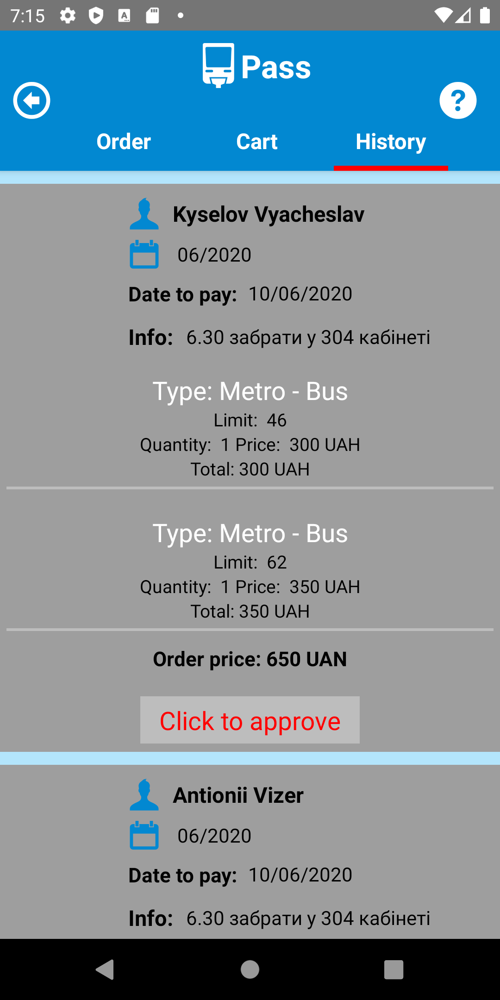 7:15
Pass
?
Order Cart History
Kyselov Vyacheslav
06/2020
Date to pay: 10/06/2020
Info: 6.30 забрати у 304 кабінеті
Type: Metro - Bus
Limit: 46
Quantity: 1 Price: 300 UAH
Total: 300 UAH
Type: Metro - Bus
Limit: 62
Quantity: 1 Price: 350 UAH
Total: 350 UAH
Order price: 650 UAN
Click to approve
Antionii Vizer
06/2020
Date to pay: 10/06/2020
Info: 6.30 забрати у 304 кабінеті